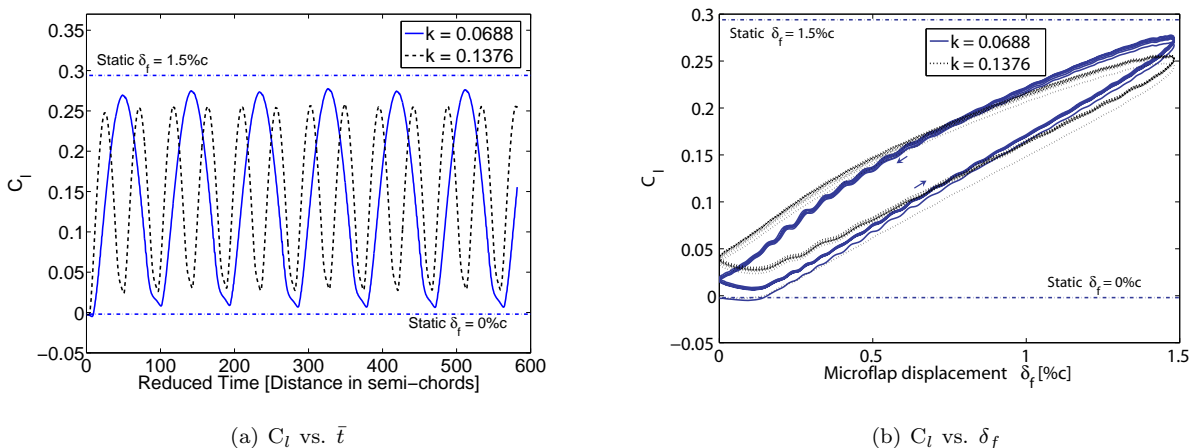 0.35
0.3
0.25
0.2
0.15
0.1
0.05
0
−0.05
C_l
k = 0.0688
k = 0.1376
Static δ_f = 1.5%c
Static δ_f = 0%c
0 100 200 300 400 500 600
Reduced Time [Distance in semi−chords]
(a) C_l vs. t̄
0.3
0.25
0.2
0.15
0.1
0.05
0
−0.05
C_l
Static δ_f = 1.5%c
k = 0.0688
k = 0.1376
Static δ_f = 0%c
0 0.5 1 1.5
Microflap displacement δ_f [%c]
(b) C_l vs. δ_f